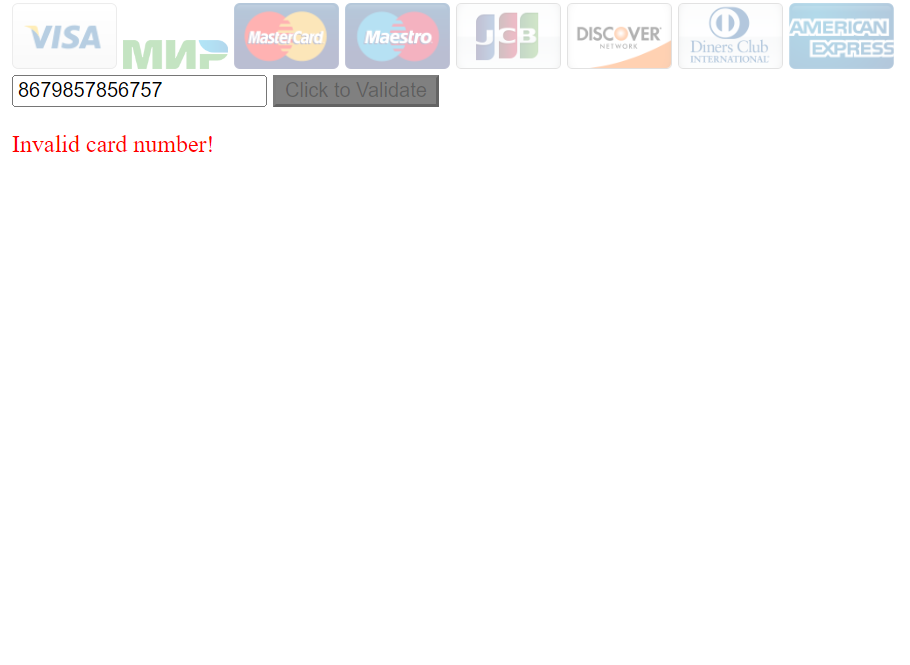 VISA МИР MasterCard Maestro JCB DISCOVER NETWORK Diners Club INTERNATIONAL AMERICAN EXPRESS
8679857856757 Click to Validate
Invalid card number!